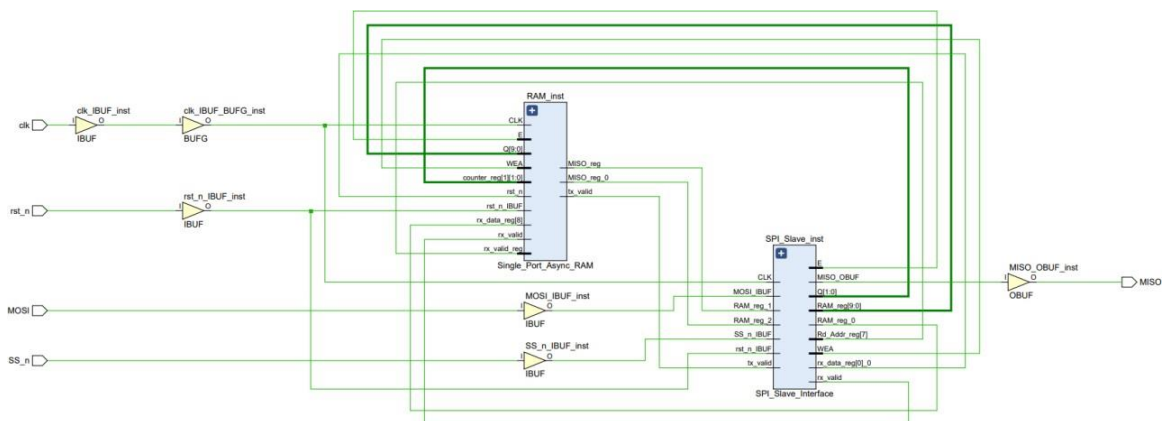 RAM_inst
clk_IBUF_inst
clk_IBUF_BUFG_inst
clk
I
O
IBUF
I
O
BUFG
CLK
E
Q[9:0]
WEA
counter_reg[1][1:0]
rst_n
rst_n_IBUF
rx_data_reg[8]
rx_valid
rx_valid_reg
MISO_reg
MISO_reg_0
tx_valid
Single_Port_Async_RAM
rst_n_IBUF_inst
rst_n
I
O
IBUF
SPI_Slave_inst
CLK
MOSI_IBUF
RAM_reg_1
RAM_reg_2
SS_n_IBUF
rst_n_IBUF
tx_valid
E
MISO_OBUF
Q[1:0]
RAM_reg[9:0]
RAM_reg_0
Rd_Addr_reg[7]
WEA
rx_data_reg[0]_0
rx_valid
SPI_Slave_Interface
MISO_OBUF_inst
I
O
OBUF
MISO
MOSI_IBUF_inst
MOSI
I
O
IBUF
SS_n_IBUF_inst
SS_n
I
O
IBUF